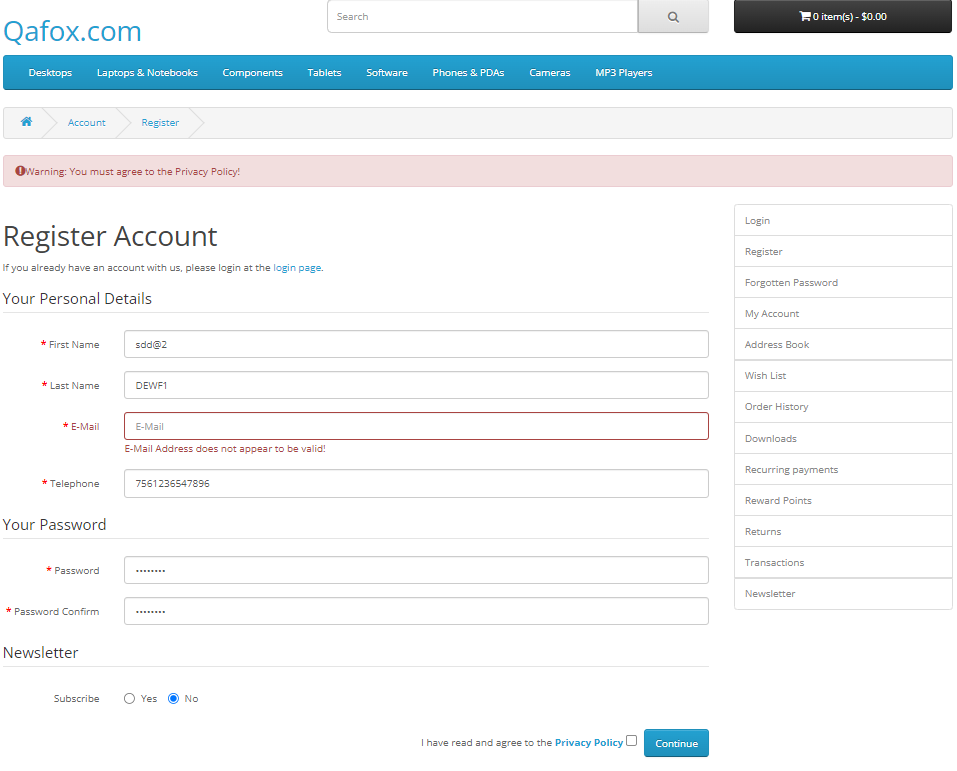 Qafox.com
Search
0 item(s) - $0.00
Desktops Laptops & Notebooks Components Tablets Software Phones & PDAs Cameras MP3 Players
Account Register
Warning: You must agree to the Privacy Policy!
Register Account
If you already have an account with us, please login at the login page.
Your Personal Details
* First Name sdd@2
* Last Name DEWF1
* E-Mail E-Mail
E-Mail Address does not appear to be valid!
* Telephone 7561236547896
Your Password
* Password ••••••••
* Password Confirm ••••••••
Newsletter
Subscribe Yes No
I have read and agree to the Privacy Policy Continue
Login
Register
Forgotten Password
My Account
Address Book
Wish List
Order History
Downloads
Recurring payments
Reward Points
Returns
Transactions
Newsletter